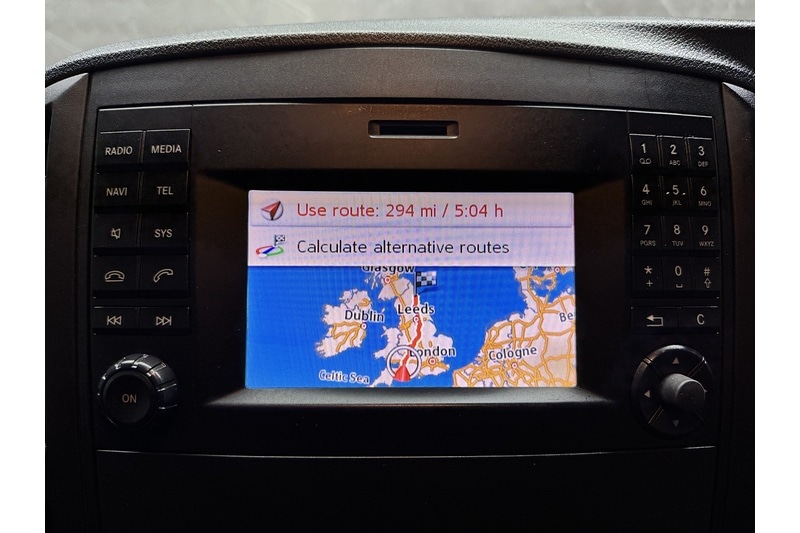 RADIO MEDIA
NAVI TEL
SYS
ON
Use route: 294 mi / 5:04 h
Calculate alternative routes
Glasgow
Dublin Leeds
London Cologne
Celtic Sea
Be
1 2 ABC 3 DEF
4 GHI 5 JKL 6 MNO
7 PQRS 8 TUV 9 WXYZ
* + 0 #
C